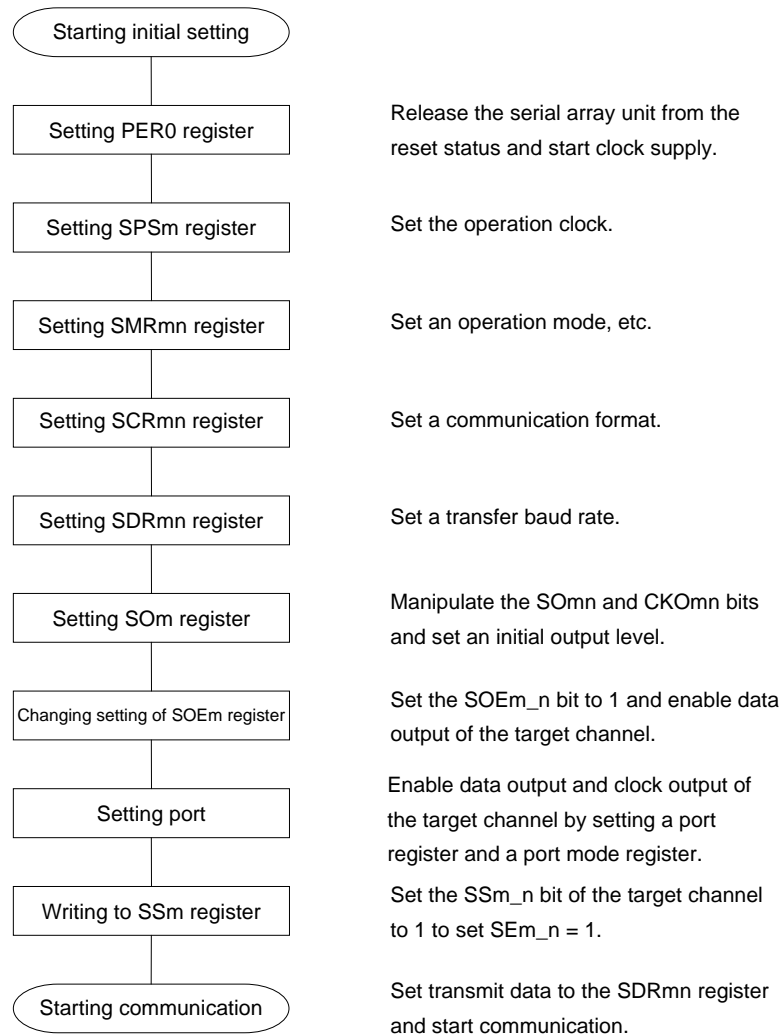 Starting initial setting
Setting PER0 register
Release the serial array unit from the
reset status and start clock supply.
Setting SPSm register
Set the operation clock.
Setting SMRmn register
Set an operation mode, etc.
Setting SCRmn register
Set a communication format.
Setting SDRmn register
Set a transfer baud rate.
Setting SOm register
Manipulate the SOmn and CKOmn bits
and set an initial output level.
Changing setting of SOEm register
Set the SOEm_n bit to 1 and enable data
output of the target channel.
Setting port
Enable data output and clock output of
the target channel by setting a port
register and a port mode register.
Writing to SSm register
Set the SSm_n bit of the target channel
to 1 to set SEm_n = 1.
Starting communication
Set transmit data to the SDRmn register
and start communication.